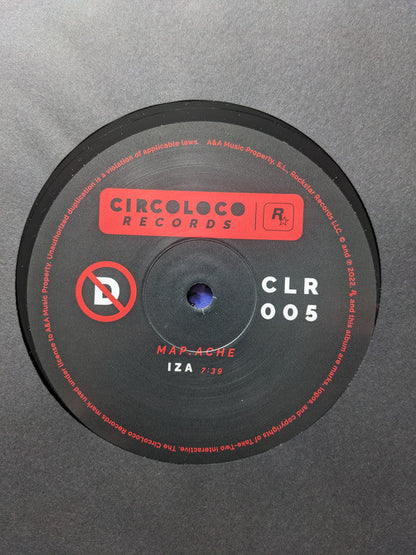 CIRCOLOCO
RECORDS
R
D
CLR
005
MAP.ACHE
IZA 7:39
A&A Music Property, S.L., Rockstar Records LLC. © and ℗ 2022. R★ and this album are marks, logos, and copyrights of Take-Two Interactive. The CircoLoco Records mark used under license to A&A Music Property. Unauthorized duplication is a violation of applicable laws.